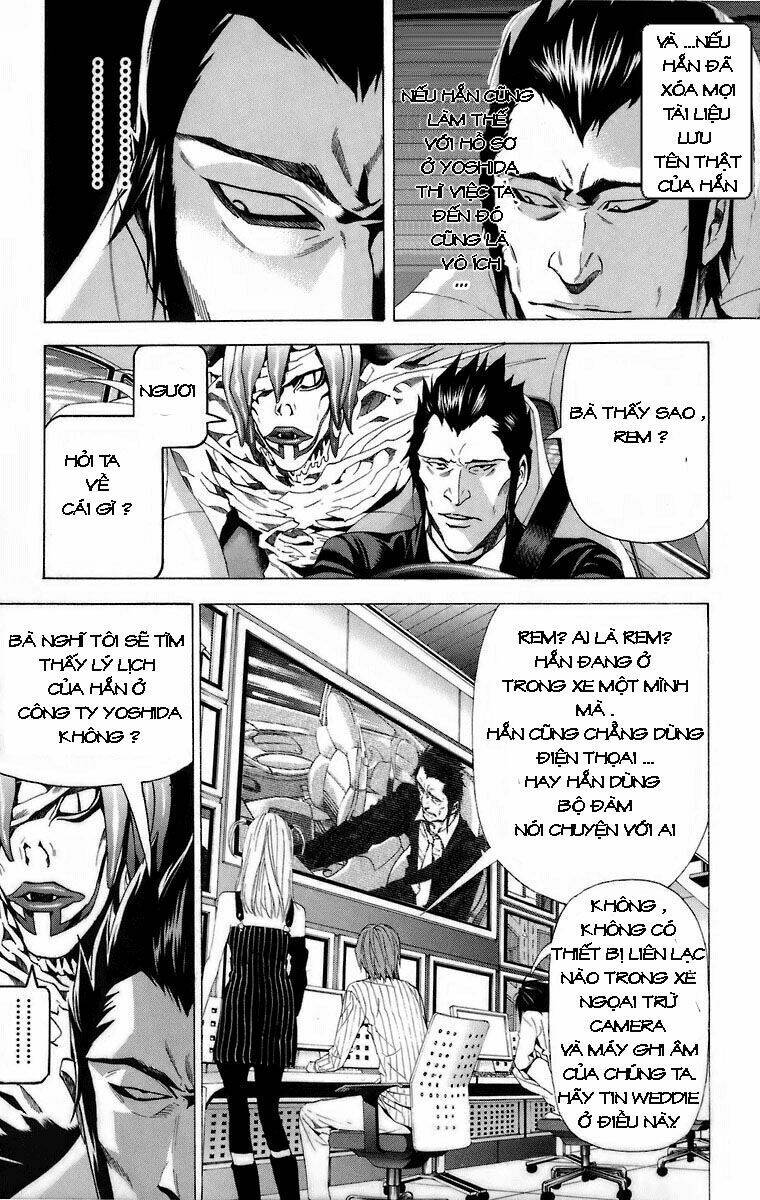 VÀ ...NẾU
HẮN ĐÃ
XÓA MỌI
TÀI LIỆU
LƯU
TÊN THẬT
CỦA HẮN
NẾU HẮN CŨNG
LÀM THẾ
VỚI HỒ SƠ
Ở YOSHIDA
THÌ VIỆC TA
ĐẾN ĐÓ
CŨNG LÀ
VÔ ÍCH
...
BÀ THẤY SAO ,
REM ?
NGƯƠI
HỎI TA
VỀ
CÁI GÌ ?
REM? AI LÀ REM?
HẮN ĐANG Ở
TRONG XE MỘT MÌNH
MÀ .
HẮN CŨNG CHẲNG DÙNG
ĐIỆN THỌAI ...
HAY HẮN DÙNG
BỘ ĐÀM
NÓI CHUYỆN VỚI AI
KHÔNG ,
KHÔNG CÓ
THIẾT BỊ LIÊN LẠC
NÀO TRONG XE
NGỌAI TRỪ
CAMERA
VÀ MÁY GHI ÂM
CỦA CHÚNG TA.
HÃY TIN WEDDIE
Ở ĐIỀU NÀY.
BÀ NGHĨ TÔI SẼ TÌM
THẤY LÝ LỊCH
CỦA HẮN Ở
CÔNG TY YOSHIDA
KHÔNG ?